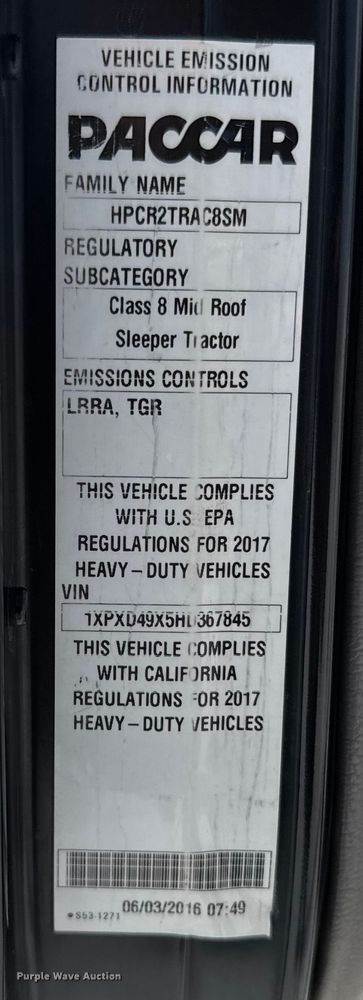 VEHICLE EMISSION
CONTROL INFORMATION
PACCAR
FAMILY NAME
HPCR2TRAC8SM
REGULATORY
SUBCATEGORY
Class 8 Mid Roof
Sleeper Tractor
EMISSIONS CONTROLS
LRRA, TGR
THIS VEHICLE COMPLIES
WITH U.S. EPA
REGULATIONS FOR 2017
HEAVY-DUTY VEHICLES
VIN
1XPXD49X5HD367845
THIS VEHICLE COMPLIES
WITH CALIFORNIA
REGULATIONS FOR 2017
HEAVY-DUTY VEHICLES
S53-1271 06/03/2016 07:49
Purple Wave Auction